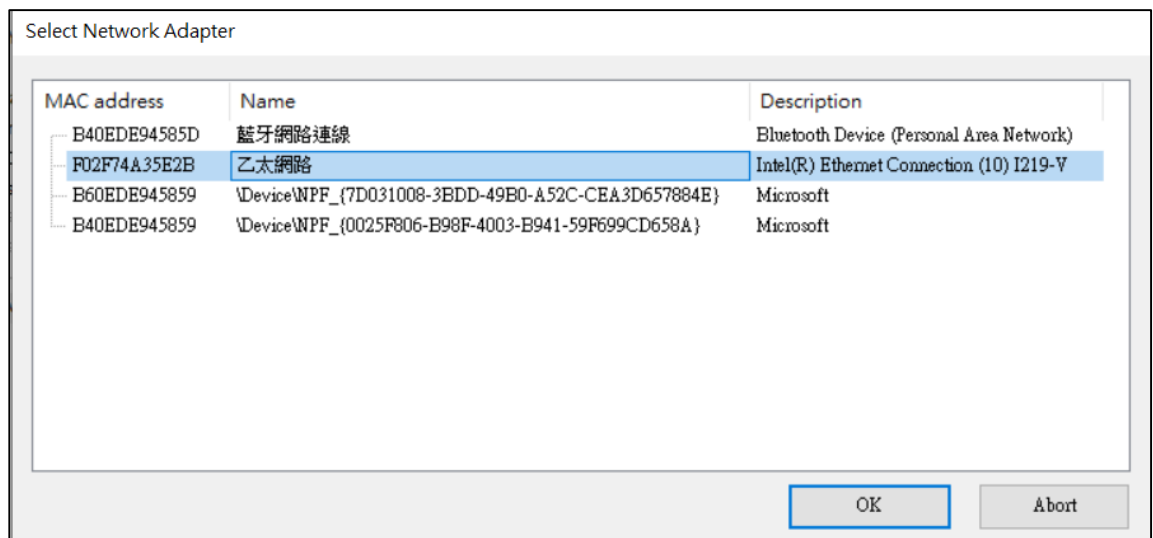 Select Network Adapter
MAC address Name Description
B40EDE94585D 藍牙網路連線 Bluetooth Device (Personal Area Network)
F02F74A35E2B 乙太網路 Intel(R) Ethernet Connection (10) I219-V
B60EDE945859 \Device\NPF_{7D031008-3BDD-49B0-A52C-CEA3D657884E} Microsoft
B40EDE945859 \Device\NPF_{0025F806-B98F-4003-B941-59F699CD658A} Microsoft
OK Abort